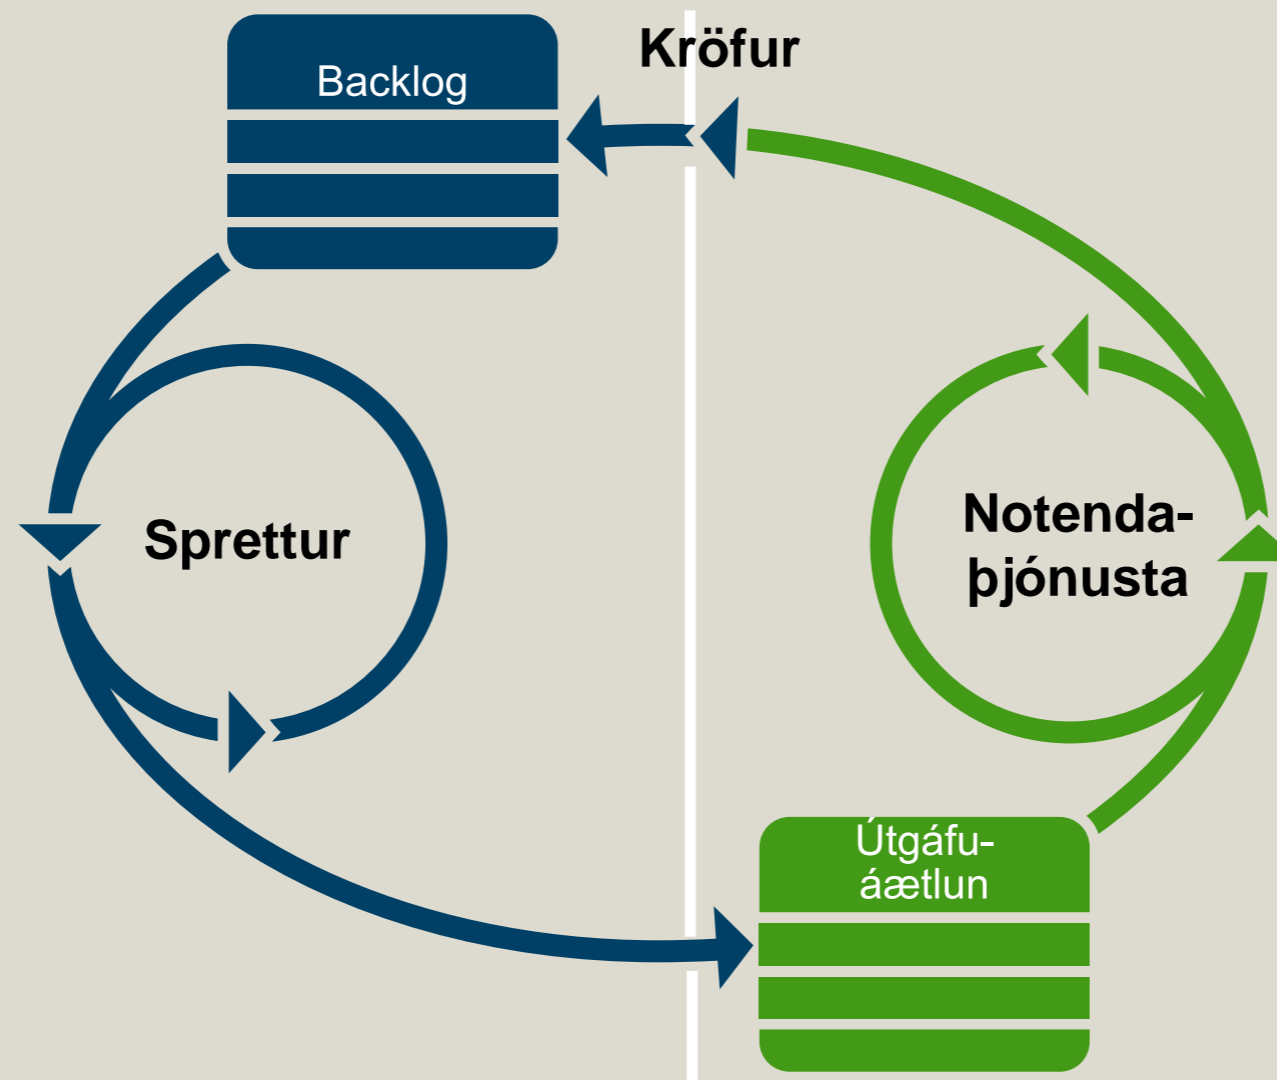 Backlog
Kröfur
Sprettur
Notenda-
þjónusta
Útgáfu-
áætlun